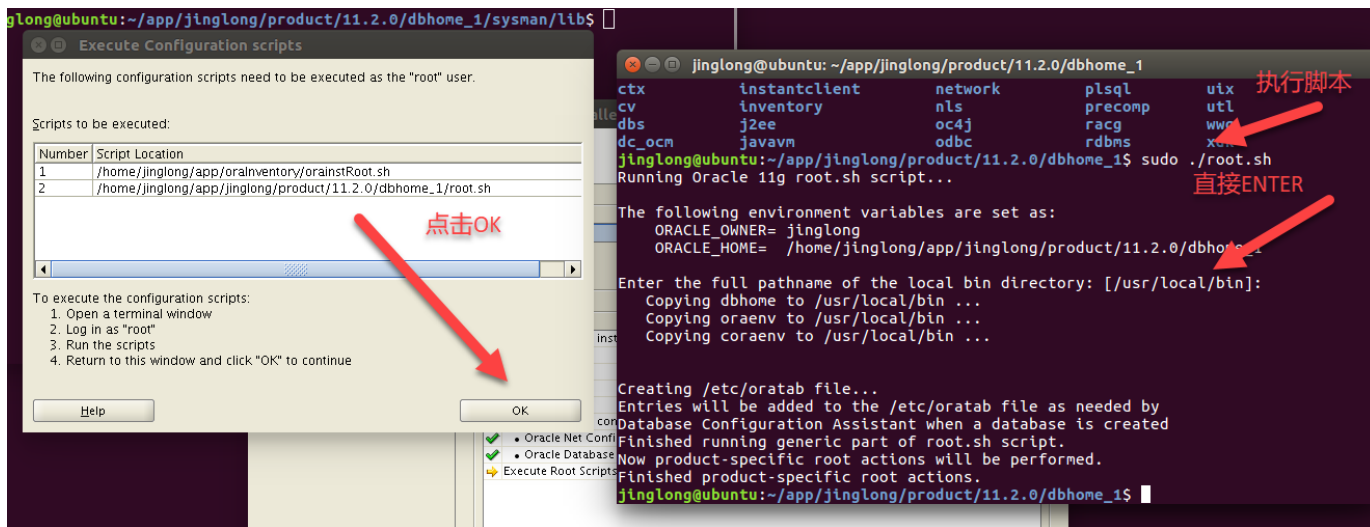 glong@ubuntu:~/app/jinglong/product/11.2.0/dbhome_1/sysman/lib$
Execute Configuration scripts
The following configuration scripts need to be executed as the "root" user.
Scripts to be executed:
Number Script Location
1 /home/jinglong/app/oraInventory/orainstRoot.sh
2 /home/jinglong/app/jinglong/product/11.2.0/dbhome_1/root.sh
点击OK
To execute the configuration scripts:
1. Open a terminal window
2. Log in as "root"
3. Run the scripts
4. Return to this window and click "OK" to continue
Help OK
Oracle Net Confi
Oracle Database
Execute Root Scripts
jinglong@ubuntu: ~/app/jinglong/product/11.2.0/dbhome_1
ctx instantclient network plsql uix
执行脚本
cv inventory nls precomp utl
dbs j2ee oc4j racg
dc_ocm javavm odbc rdbms
jinglong@ubuntu:~/app/jinglong/product/11.2.0/dbhome_1$ sudo ./root.sh
Running Oracle 11g root.sh script...
直接ENTER
The following environment variables are set as:
ORACLE_OWNER= jinglong
ORACLE_HOME= /home/jinglong/app/jinglong/product/11.2.0/dbhome_1
Enter the full pathname of the local bin directory: [/usr/local/bin]:
Copying dbhome to /usr/local/bin ...
Copying oraenv to /usr/local/bin ...
Copying coraenv to /usr/local/bin ...
Creating /etc/oratab file...
Entries will be added to the /etc/oratab file as needed by
Database Configuration Assistant when a database is created
Finished running generic part of root.sh script.
Now product-specific root actions will be performed.
Finished product-specific root actions.
jinglong@ubuntu:~/app/jinglong/product/11.2.0/dbhome_1$